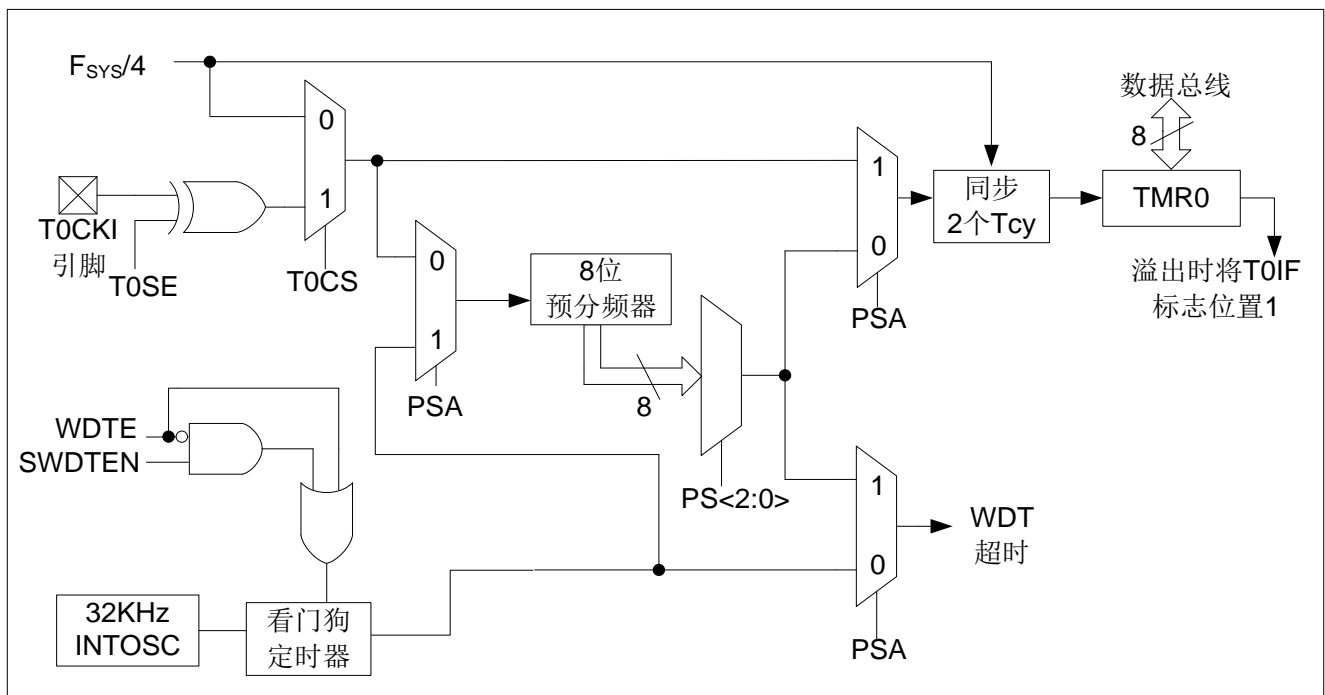 FSYS/4
数据总线
8
0
1
T0CKI
引脚
T0SE
T0CS
1
0
PSA
同步
2个Tcy
TMR0
溢出时将T0IF
标志位置1
0
1
PSA
8位
预分频器
8
PS<2:0>
WDTE
SWDTEN
1
0
PSA
WDT
超时
32KHz
INTOSC
看门狗
定时器